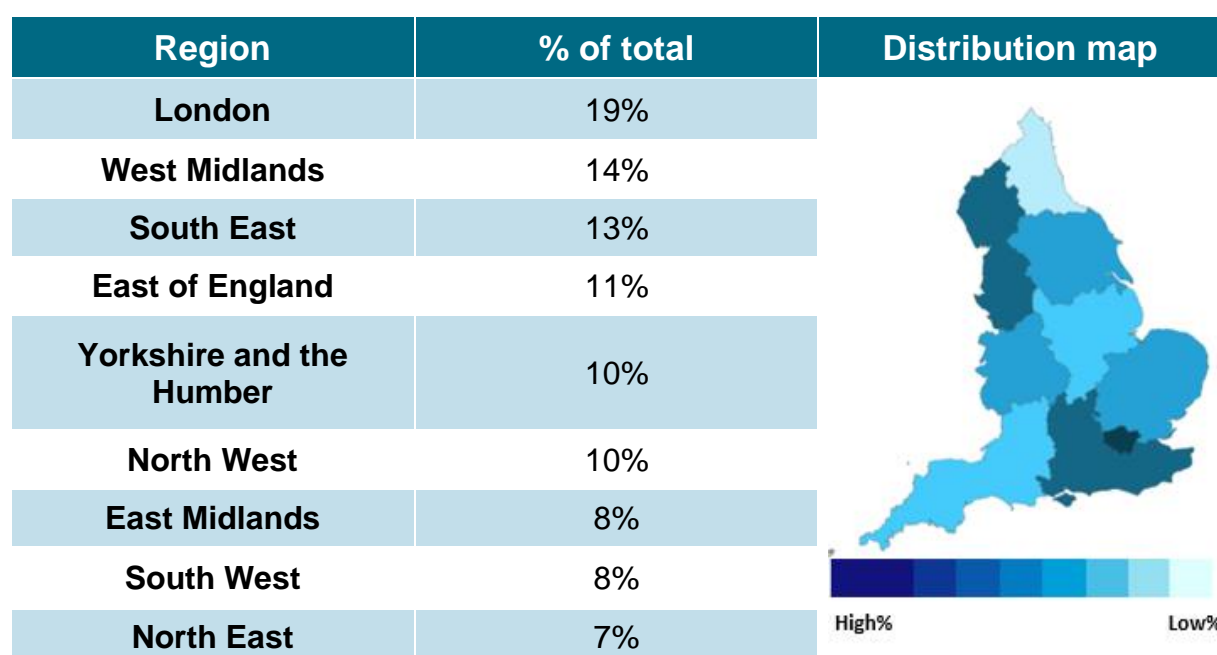 Region % of total Distribution map
London 19%
West Midlands 14%
South East 13%
East of England 11%
Yorkshire and the
Humber 10%
North West 10%
East Midlands 8%
South West 8%
North East 7%
High% Low%